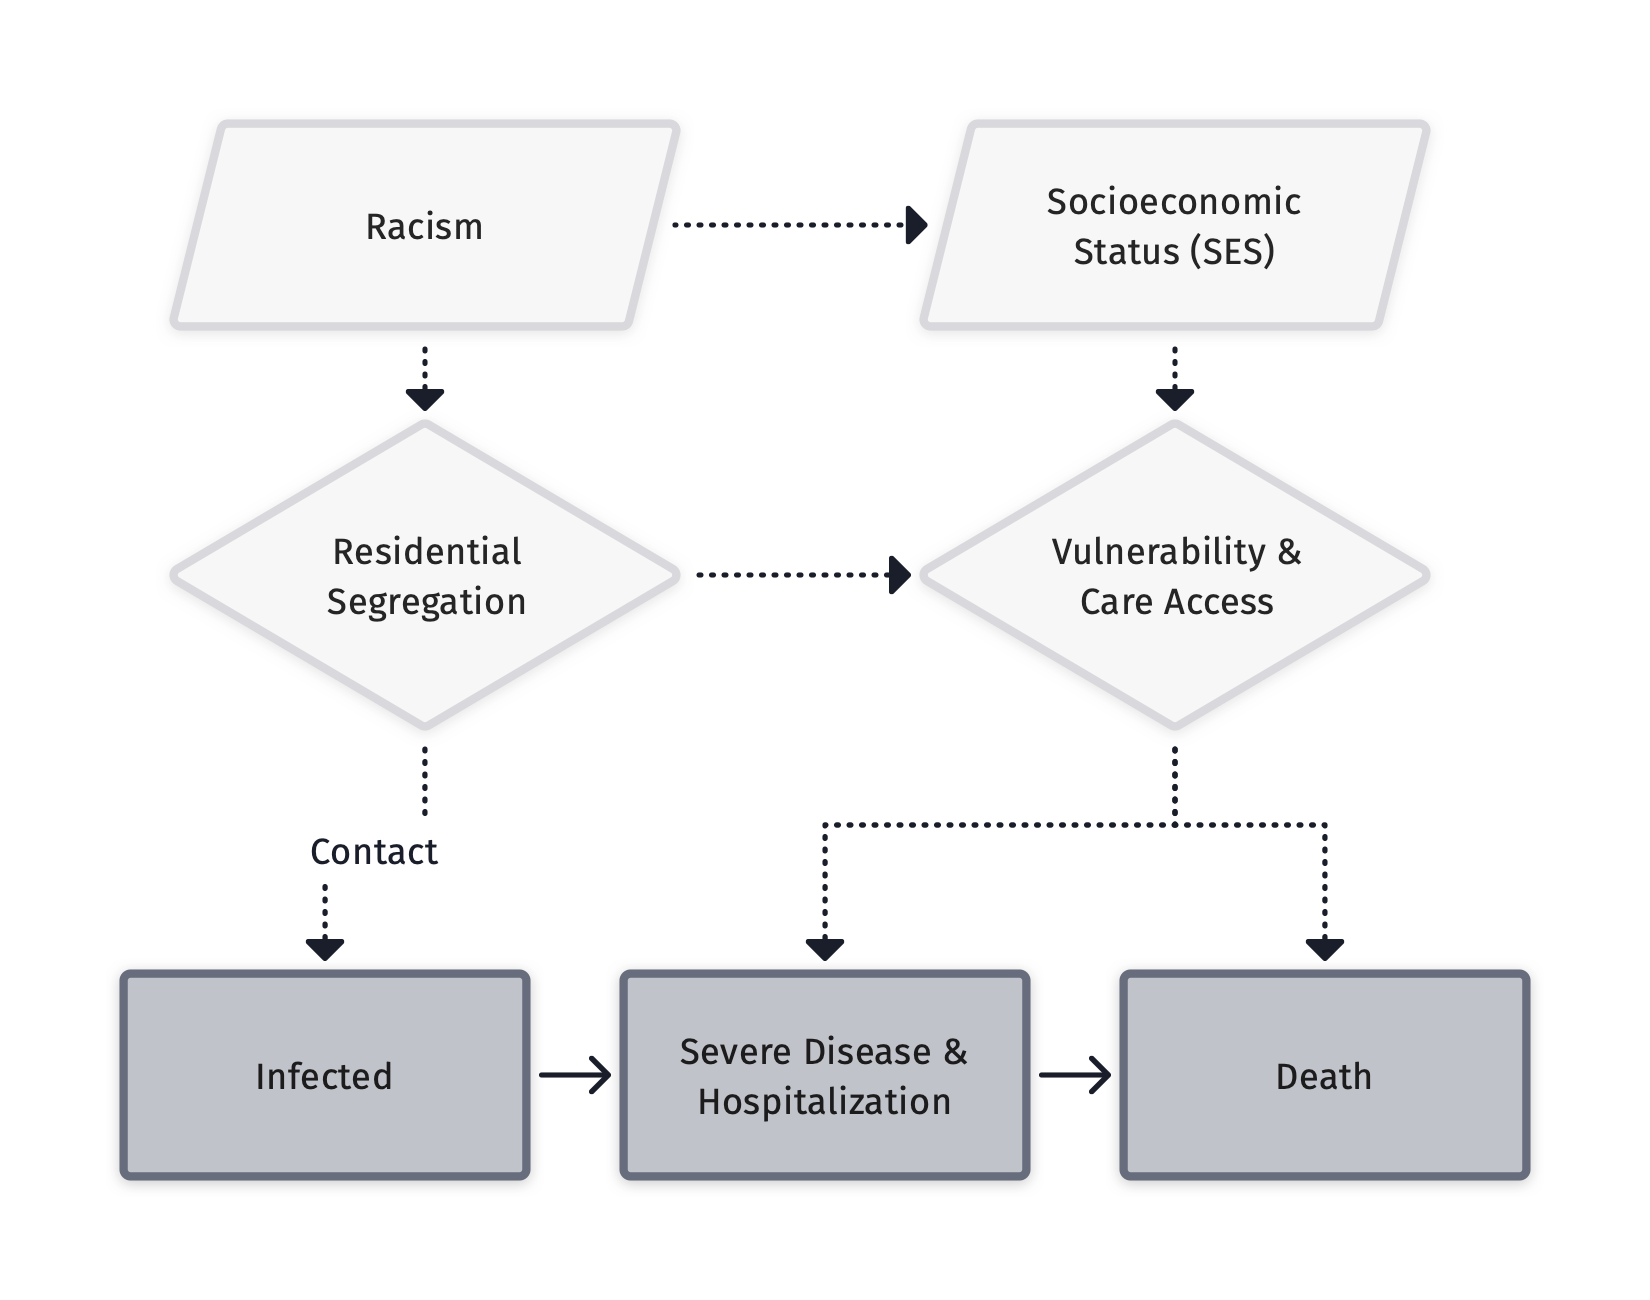 Racism
Socioeconomic
Status (SES)
Residential
Segregation
Vulnerability &
Care Access
Contact
Infected
Severe Disease &
Hospitalization
Death